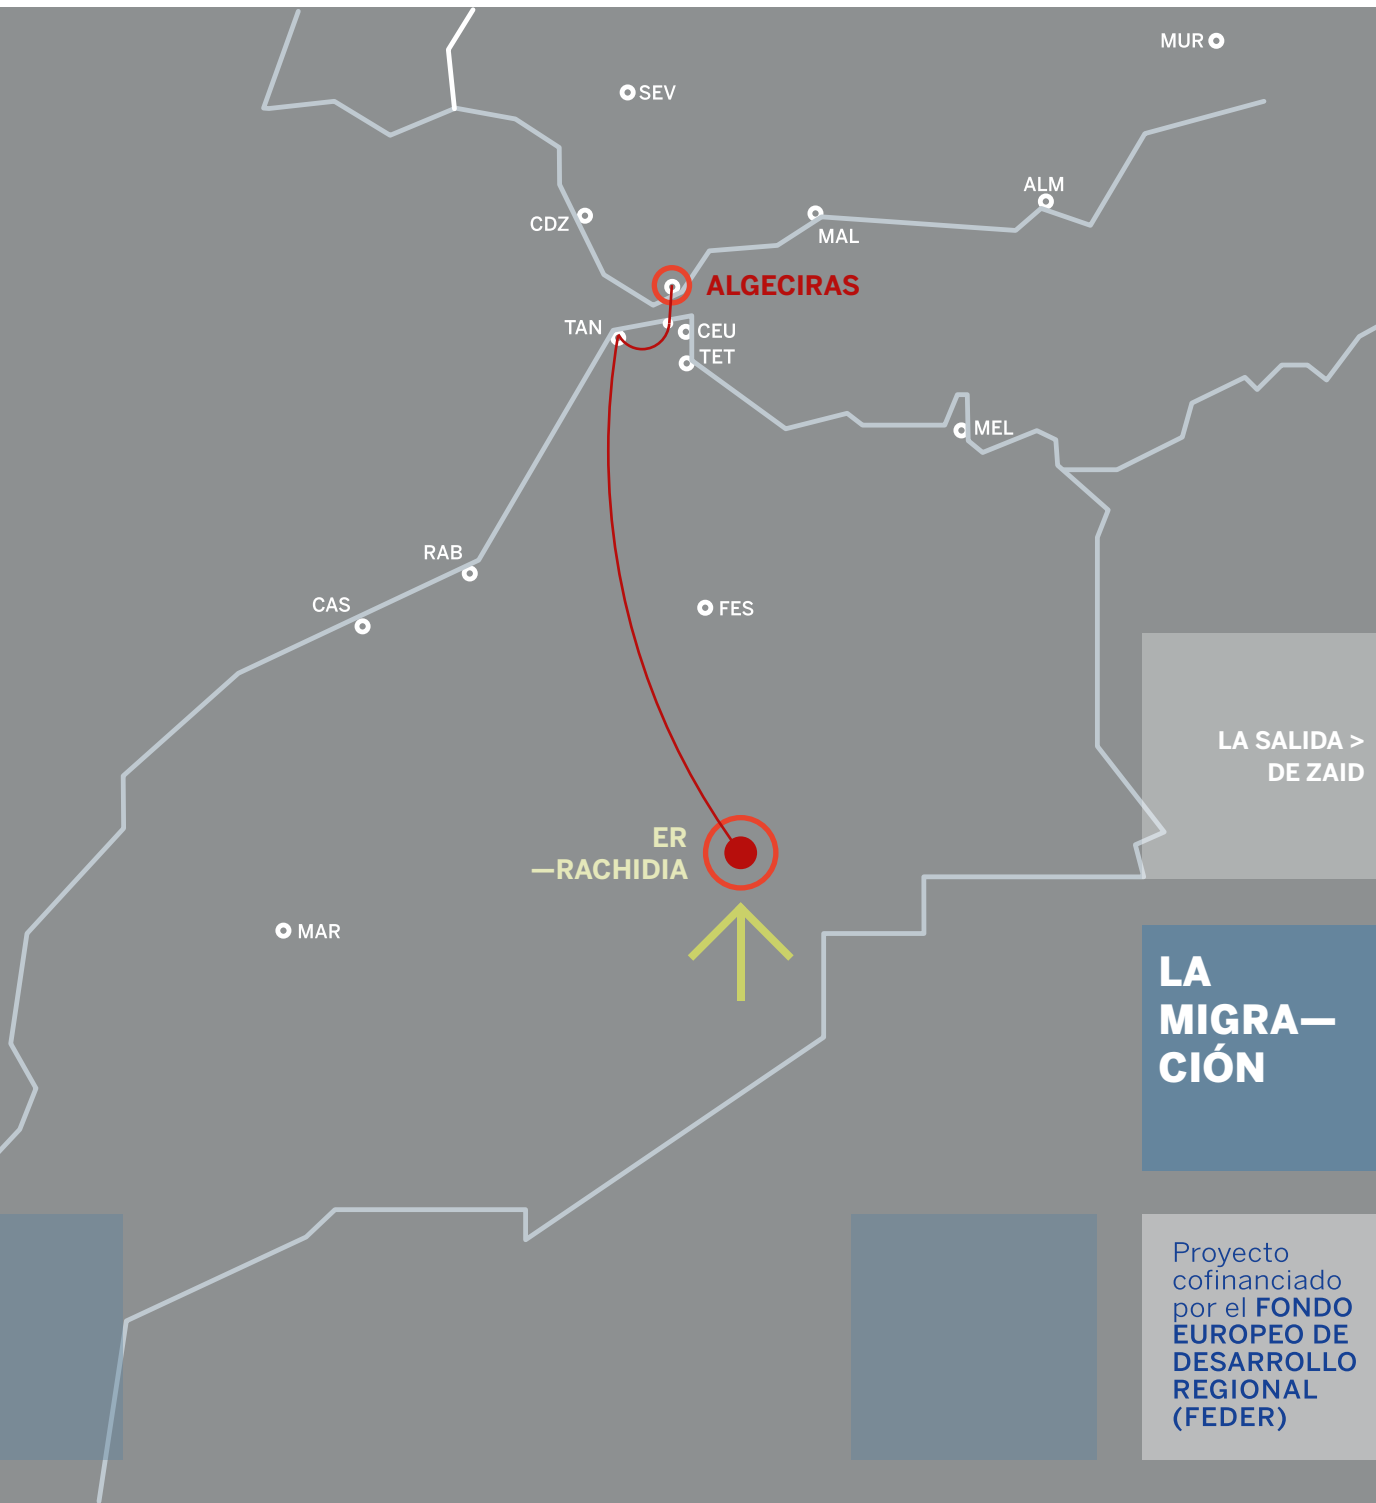 MUR
SEV
ALM
CDZ
MAL
ALGECIRAS
TAN
CEU
TET
MEL
RAB
CAS
FES
LA SALIDA >
DE ZAID
ER
—RACHIDIA
MAR
LA
MIGRA—
CIÓN
Proyecto
cofinanciado
por el FONDO
EUROPEO DE
DESARROLLO
REGIONAL
(FEDER)